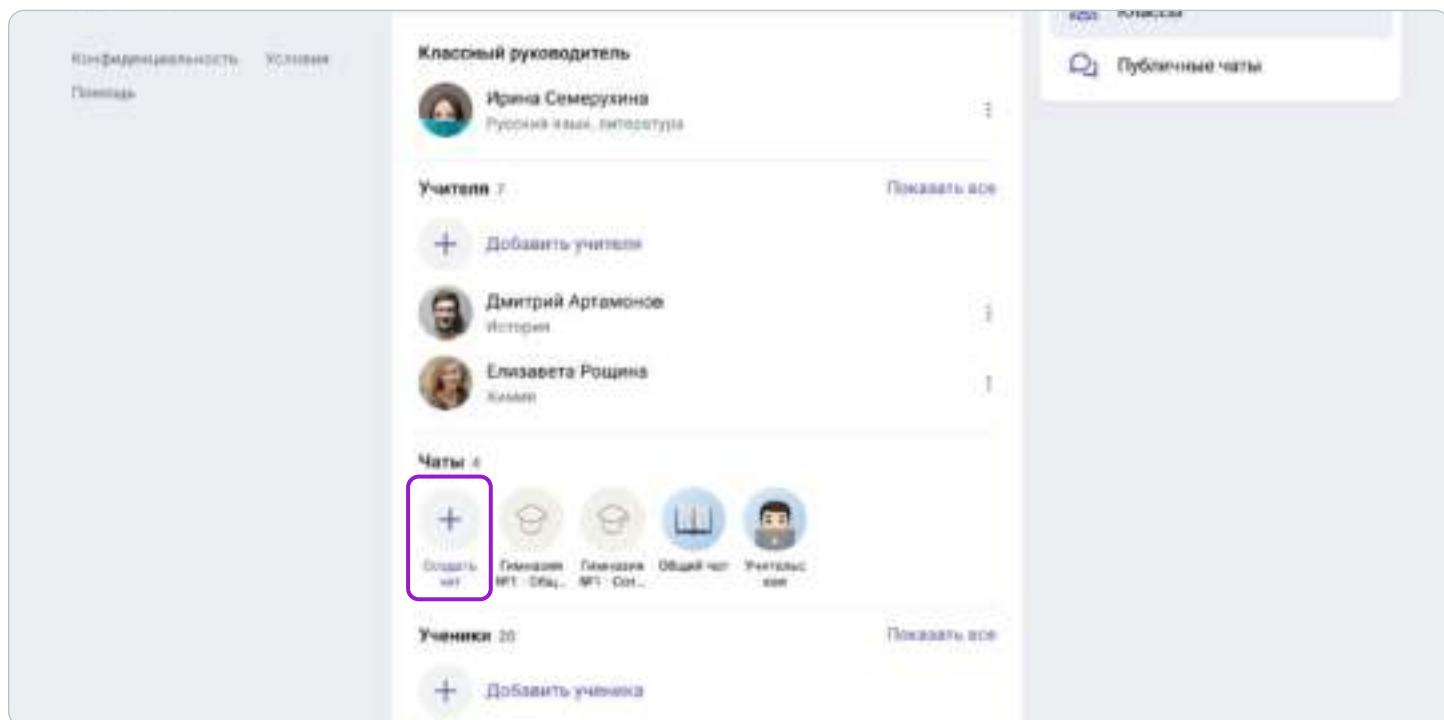 Классы
Конфиденциальность Условия
Помощь
Классный руководитель
Публичные чаты
Ирина Семерухина
Русский язык, литература
Учителя 7
Показать все
Добавить учителя
Дмитрий Артамонов
История
Елизавета Рощина
Химия
Чаты 4
Создать чат
Гимназия №1 · Общ...
Гимназия №1 · Сот...
Общий чат
Учительская
Ученики 20
Показать все
Добавить ученика